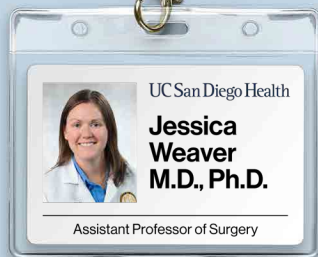 UC San Diego Health
Jessica
Weaver
M.D., Ph.D.
Assistant Professor of Surgery